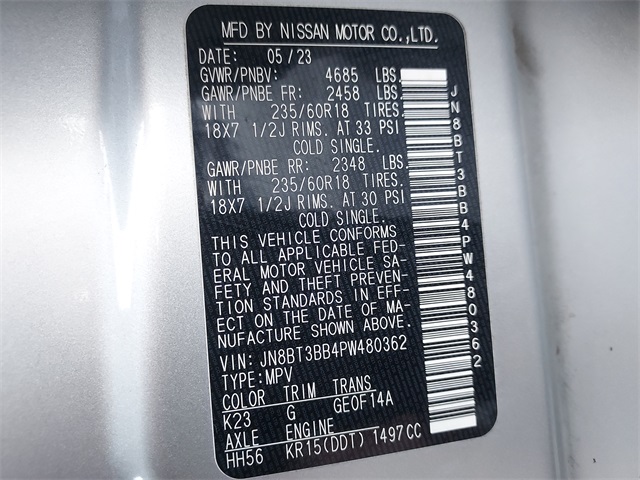 MFD BY NISSAN MOTOR CO.,LTD.
DATE: 05/23
GVWR/PNBV: 4685 LBS.
GAWR/PNBE FR: 2458 LBS.
WITH 235/60R18 TIRES.
18X7 1/2J RIMS. AT 33 PSI
COLD SINGLE.
GAWR/PNBE RR: 2348 LBS.
WITH 235/60R18 TIRES.
18X7 1/2J RIMS. AT 30 PSI
COLD SINGLE.
THIS VEHICLE CONFORMS
TO ALL APPLICABLE FED-
ERAL MOTOR VEHICLE SA-
FETY AND THEFT PREVEN-
TION STANDARDS IN EFF-
ECT ON THE DATE OF MA-
NUFACTURE SHOWN ABOVE.
VIN: JN8BT3BB4PW480362
TYPE:MPV
COLOR TRIM TRANS
K23 G GE0F14A
AXLE ENGINE
HH56 KR15(DDT) 1497CC
JN8BT3BB4PW480362